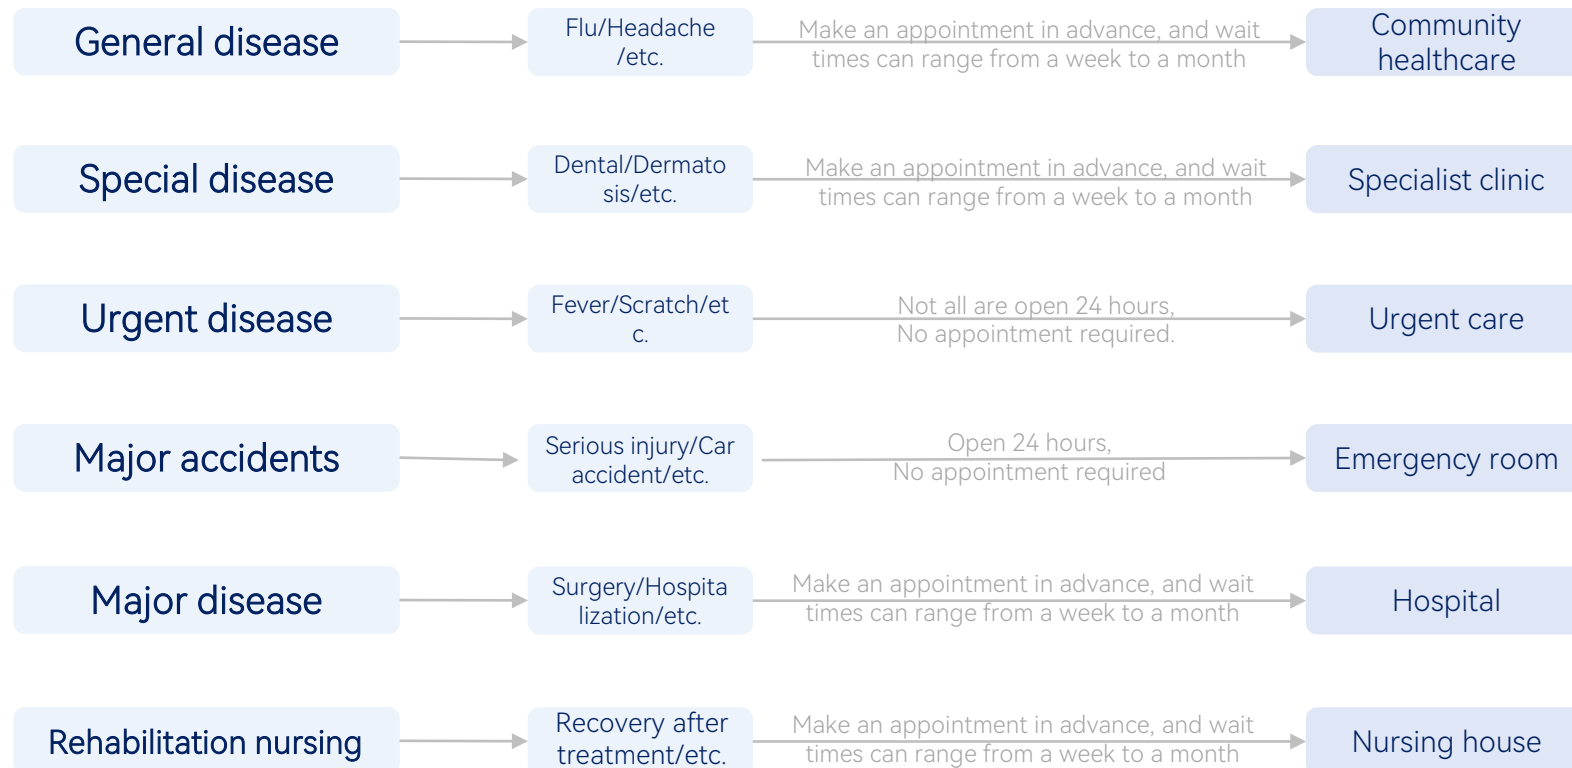 General disease
Flu/Headache
/etc.
Make an appointment in advance, and wait
times can range from a week to a month
Community
healthcare
Special disease
Dental/Dermato
sis/etc.
Make an appointment in advance, and wait
times can range from a week to a month
Specialist clinic
Urgent disease
Fever/Scratch/et
c.
Not all are open 24 hours,
No appointment required.
Urgent care
Major accidents
Serious injury/Car
accident/etc.
Open 24 hours,
No appointment required
Emergency room
Major disease
Surgery/Hospita
lization/etc.
Make an appointment in advance, and wait
times can range from a week to a month
Hospital
Rehabilitation nursing
Recovery after
treatment/etc.
Make an appointment in advance, and wait
times can range from a week to a month
Nursing house